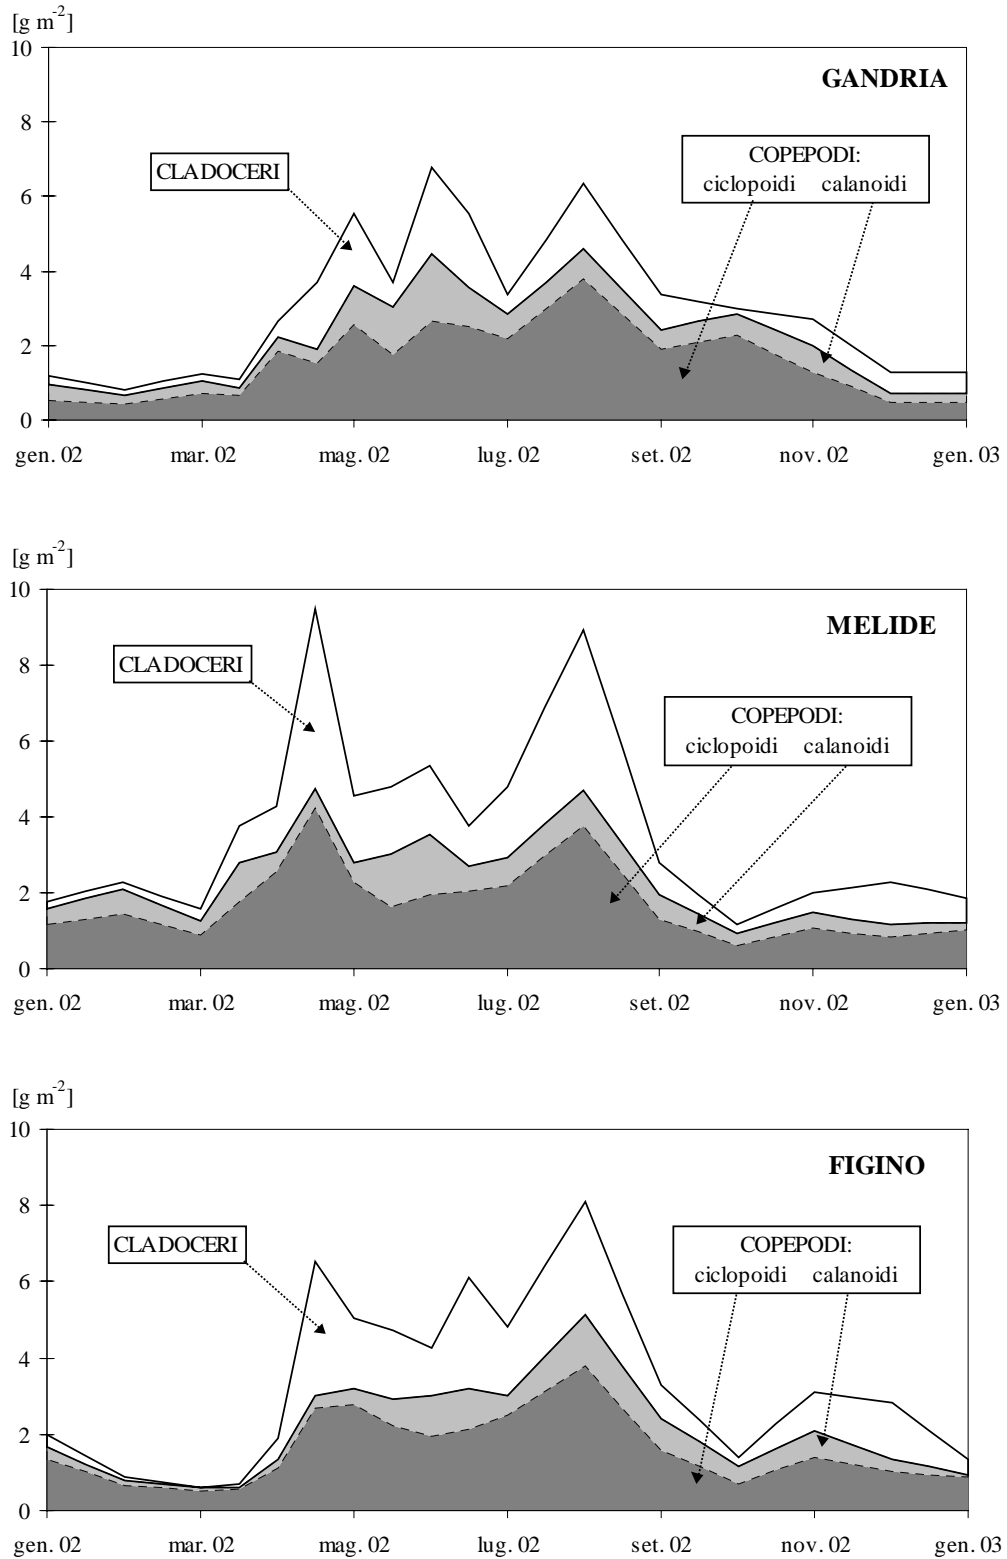 [g m-2]
10
GANDRIA
8
CLADOCERI
COPEPODI:
ciclopoidi calanoidi
6
4
2
0
gen. 02 mar. 02 mag. 02 lug. 02 set. 02 nov. 02 gen. 03
[g m-2]
10
MELIDE
8
CLADOCERI
COPEPODI:
ciclopoidi calanoidi
6
4
2
0
gen. 02 mar. 02 mag. 02 lug. 02 set. 02 nov. 02 gen. 03
[g m-2]
10
FIGINO
8
CLADOCERI
COPEPODI:
ciclopoidi calanoidi
6
4
2
0
gen. 02 mar. 02 mag. 02 lug. 02 set. 02 nov. 02 gen. 03